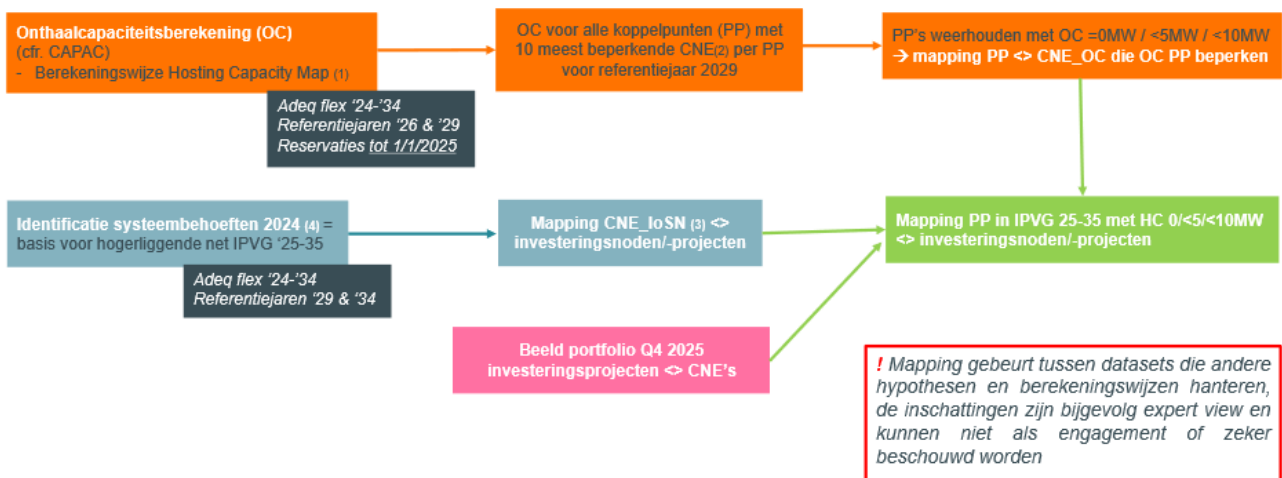 Onthaalcapaciteitsberekening (OC)
(cfr. CAPAC)
- Berekeningswijze Hosting Capacity Map (1)
Adeq flex '24-'34
Referentiejaren '26 & '29
Reservaties tot 1/1/2025
OC voor alle koppelpunten (PP) met
10 meest beperkende CNE(2) per PP
voor referentiejaar 2029
PP's weerhouden met OC =0MW / <5MW / <10MW
→ mapping PP <> CNE_OC die OC PP beperken
Identificatie systeembehoeften 2024 (4) =
basis voor hogerliggende net IPVG '25-35
Adeq flex '24-'34
Referentiejaren '29 & '34
Mapping CNE_IoSN (3) <>
investeringsnoden/-projecten
Mapping PP in IPVG 25-35 met HC 0/<5/<10MW
<> investeringsnoden/-projecten
Beeld portfolio Q4 2025
investeringsprojecten <> CNE's
! Mapping gebeurt tussen datasets die andere
hypothesen en berekeningswijzen hanteren,
de inschattingen zijn bijgevolg expert view en
kunnen niet als engagement of zeker
beschouwd worden